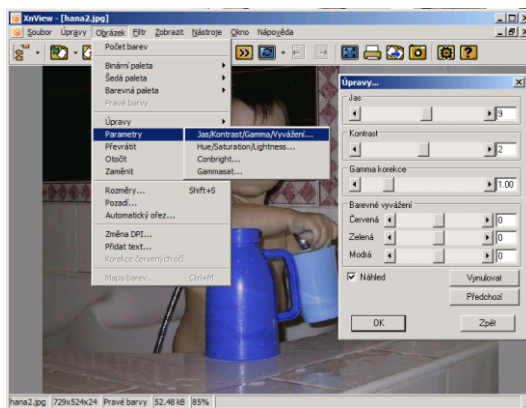 XnView - [hana2.jpg]
Soubor Úpravy Obrázek Filtr Zobrazit Nástroje Okno Nápověda
Počet barev
Binární paleta
Šedá paleta
Barevná paleta
Pravé barvy
Úpravy
Parametry
Převrátit
Otočit
Zaměnit
Rozměry... Shift+S
Pozadí...
Automatický ořez...
Změna DPI...
Přidat text...
Korelce červených očí
Mapa barev... Ctrl+M
Jas/Kontrast/Gamma/Vyvážení...
Hue/Saturation/Lightness...
Conbright...
Gammasat...
Úpravy...
Jas
9
Kontrast
2
Gamma korekce
1.00
Barevné vyvážení
Červená 0
Zelená 0
Modrá 0
Náhled Vynulovat
Předchozí
OK Zpět
hana2.jpg 729x524x24 Pravé barvy 52.48 kB 85%